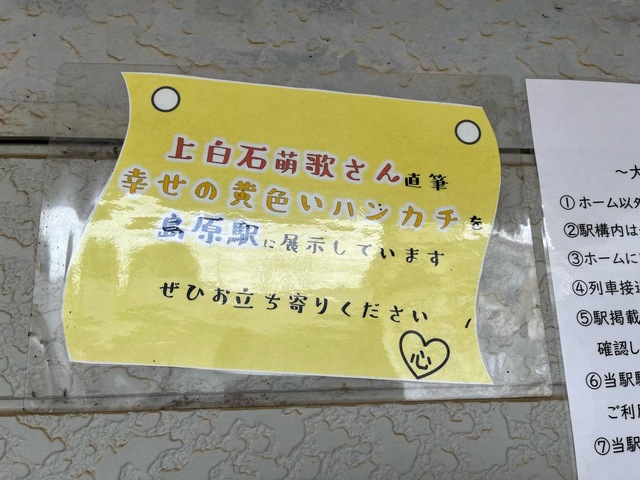 上白石萌歌さん直筆
幸せの黄色いハンカチを
島原駅に展示しています
ぜひお立ち寄りください
心
～大
①ホーム以外
②駅構内は
③ホームに
④列車接近
⑤駅掲載
確認し
⑥当駅
ご利用
⑦当駅